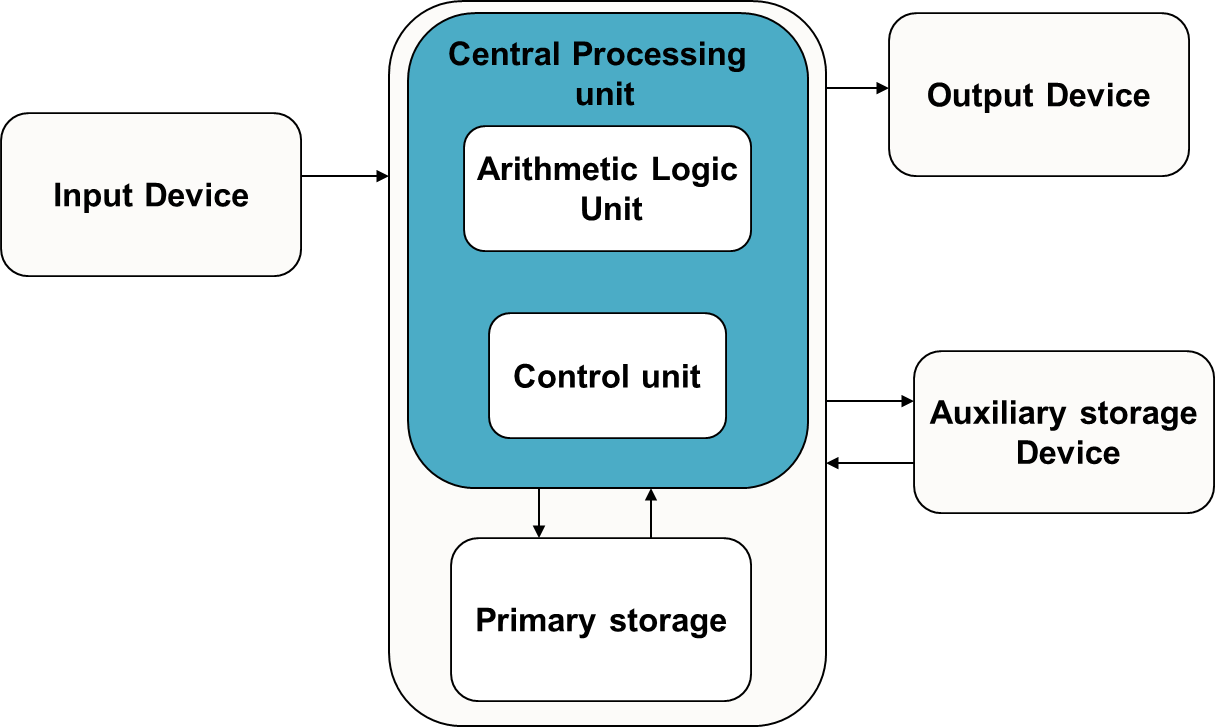 Central Processing
unit
Output Device
Arithmetic Logic
Unit
Input Device
Control unit
Auxiliary storage
Device
Primary storage